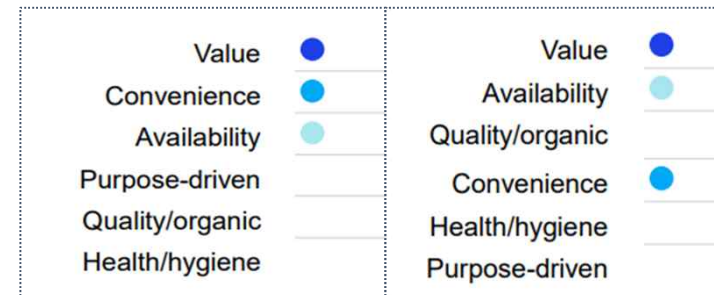 Value
Convenience
Availability
Purpose-driven
Quality/organic
Health/hygiene
Value
Availability
Quality/organic
Convenience
Health/hygiene
Purpose-driven